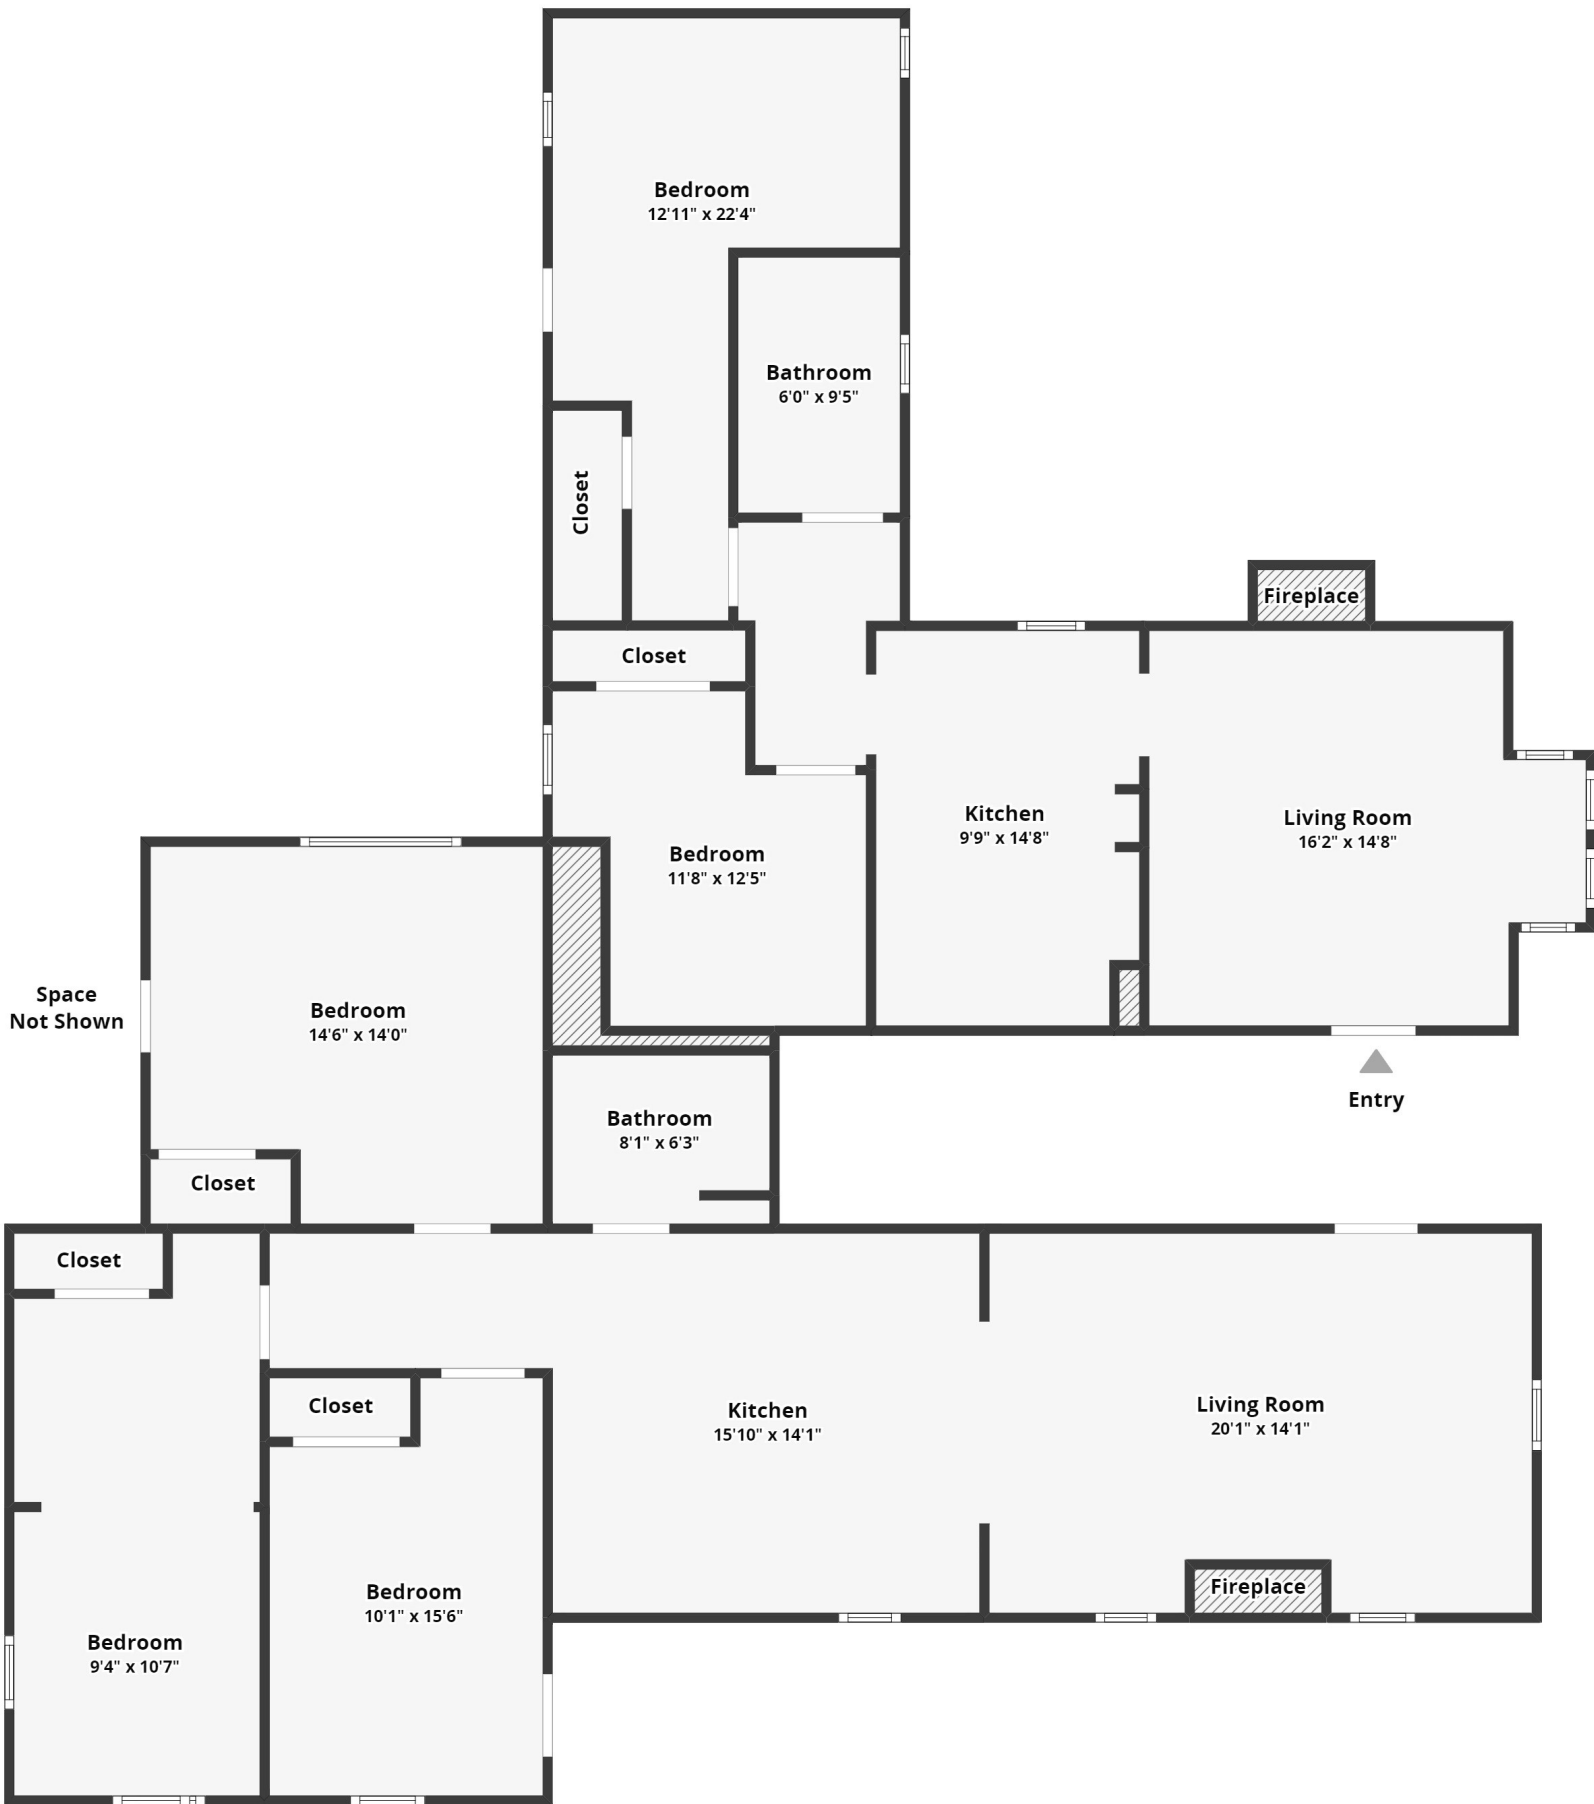 Bedroom
12'11" x 22'4"
Bathroom
6'0" x 9'5"
Closet
Fireplace
Closet
Kitchen
9'9" x 14'8"
Living Room
16'2" x 14'8"
Bedroom
11'8" x 12'5"
Space
Not Shown
Bedroom
14'6" x 14'0"
Entry
Bathroom
8'1" x 6'3"
Closet
Closet
Closet
Kitchen
15'10" x 14'1"
Living Room
20'1" x 14'1"
Fireplace
Bedroom
10'1" x 15'6"
Bedroom
9'4" x 10'7"